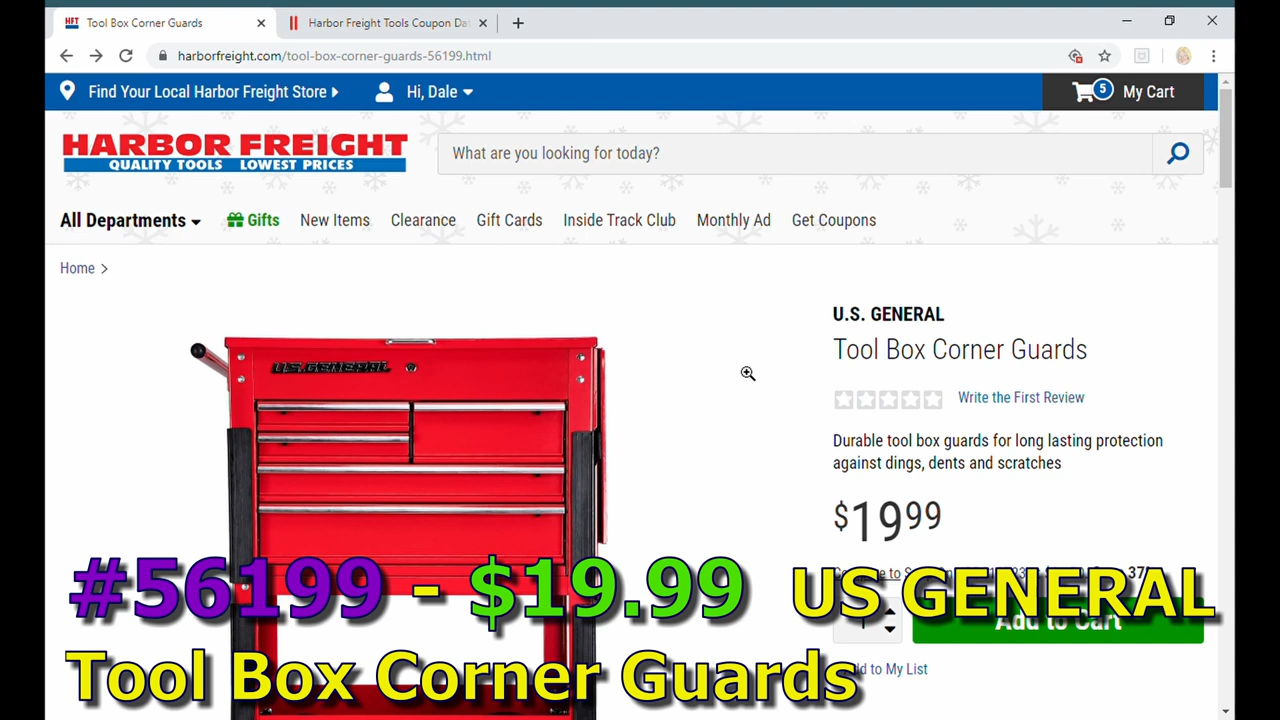 HFT Tool Box Corner Guards
Harbor Freight Tools Coupon Da
harborfreight.com/tool-box-corner-guards-56199.html
Find Your Local Harbor Freight Store
Hi, Dale
5 My Cart
HARBOR FREIGHT
QUALITY TOOLS LOWEST PRICES
What are you looking for today?
All Departments
Gifts
New Items
Clearance
Gift Cards
Inside Track Club
Monthly Ad
Get Coupons
Home >
U.S. GENERAL
U.S. GENERAL
Tool Box Corner Guards
Write the First Review
Durable tool box guards for long lasting protection
against dings, dents and scratches
$19.99
#56199 - $19.99 US GENERAL
Add to Cart
Tool Box Corner Guards
to My List